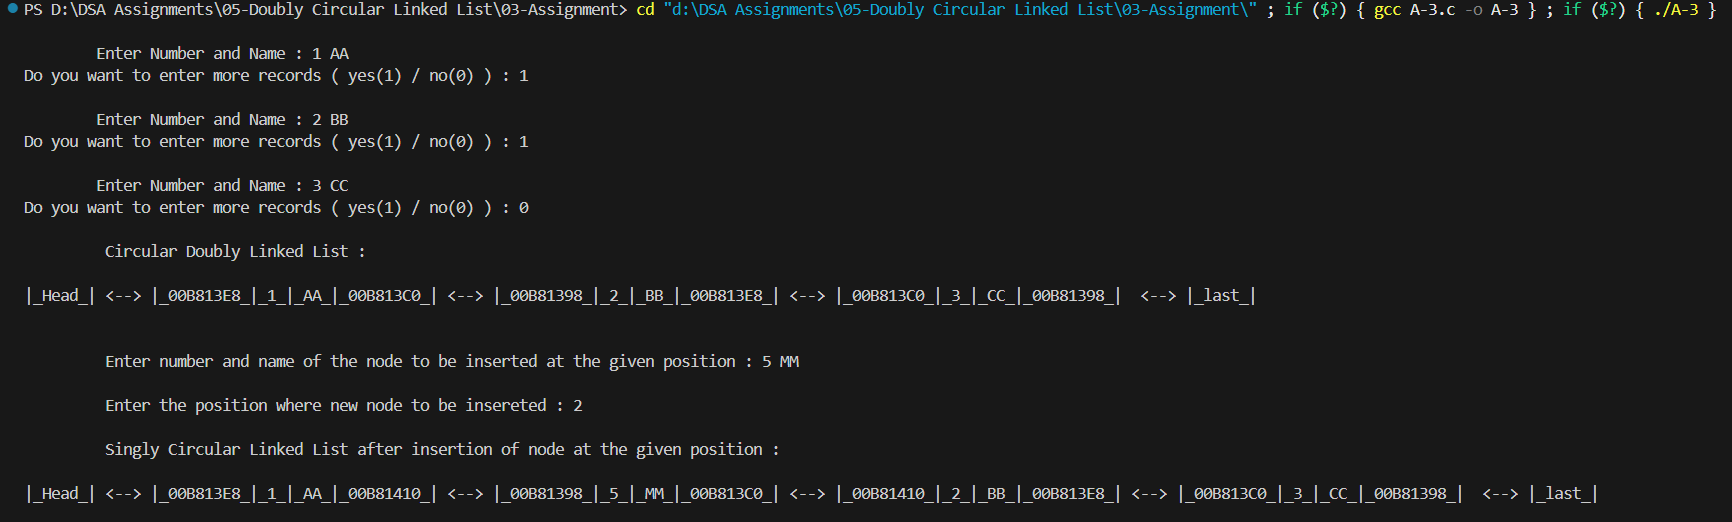 PS D:\DSA Assignments\05-Doubly Circular Linked List\03-Assignment> cd "d:\DSA Assignments\05-Doubly Circular Linked List\03-Assignment\" ; if ($?) { gcc A-3.c -o A-3 } ; if ($?) { ./A-3 }
Enter Number and Name : 1 AA
Do you want to enter more records ( yes(1) / no(0) ) : 1
Enter Number and Name : 2 BB
Do you want to enter more records ( yes(1) / no(0) ) : 1
Enter Number and Name : 3 CC
Do you want to enter more records ( yes(1) / no(0) ) : 0
Circular Doubly Linked List :
|_Head_| <--> |_00B813E8_|_1_|_AA_|_00B813C0_| <--> |_00B81398_|_2_|_BB_|_00B813E8_| <--> |_00B813C0_|_3_|_CC_|_00B81398_|  <--> |_last_|
Enter number and name of the node to be inserted at the given position : 5 MM
Enter the position where new node to be insereted : 2
Singly Circular Linked List after insertion of node at the given position :
|_Head_| <--> |_00B813E8_|_1_|_AA_|_00B81410_| <--> |_00B81398_|_5_|_MM_|_00B813C0_| <--> |_00B81410_|_2_|_BB_|_00B813E8_| <--> |_00B813C0_|_3_|_CC_|_00B81398_|  <--> |_last_|